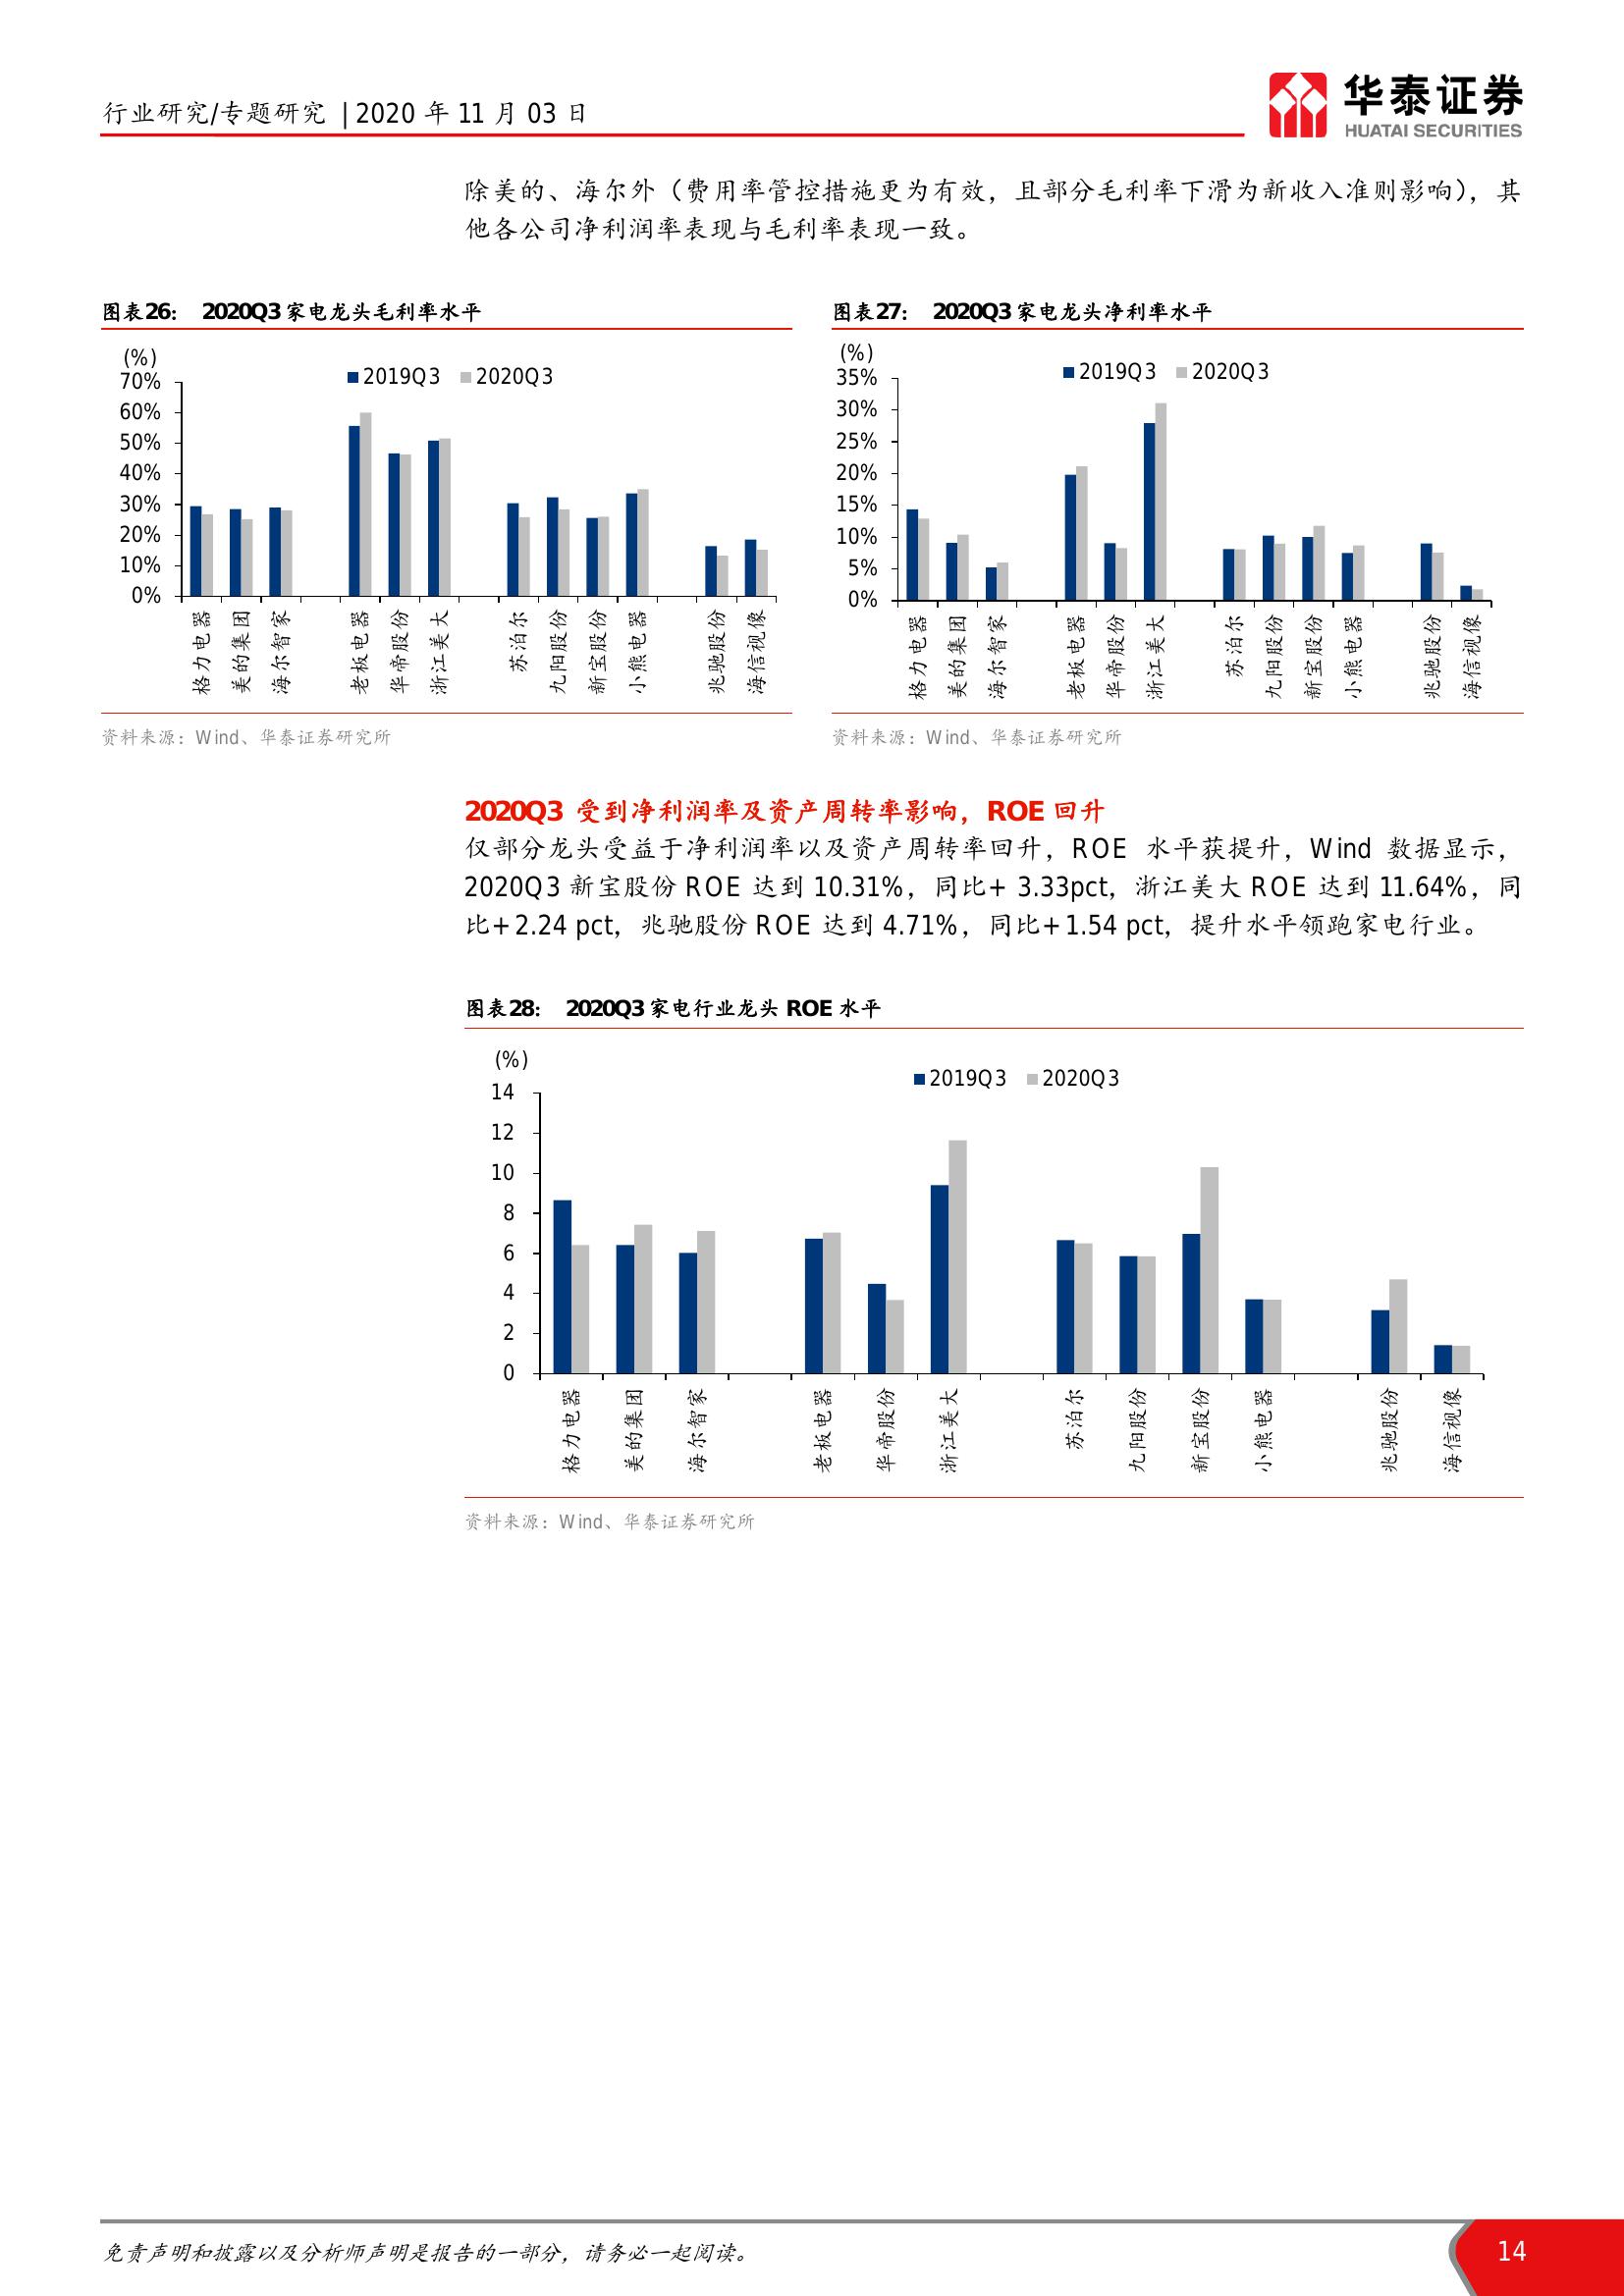 行业研究/专题研究 | 2020 年 11 月 03 日
华泰证券
HUATAI SECURITIES
除美的、海尔外（费用率管控措施更为有效，且部分毛利率下滑为新收入准则影响），其
他各公司净利润率表现与毛利率表现一致。
图表26： 2020Q3 家电龙头毛利率水平
(%)
2019Q3 2020Q3
70%
60%
50%
40%
30%
20%
10%
0%
格力电器
美的集团
海尔智家
老板电器
华帝股份
浙江美大
苏泊尔
九阳股份
新宝股份
小熊电器
兆驰股份
海信视像
资料来源：Wind、华泰证券研究所
图表27： 2020Q3 家电龙头净利率水平
(%)
2019Q3 2020Q3
35%
30%
25%
20%
15%
10%
5%
0%
格力电器
美的集团
海尔智家
老板电器
华帝股份
浙江美大
苏泊尔
九阳股份
新宝股份
小熊电器
兆驰股份
海信视像
资料来源：Wind、华泰证券研究所
2020Q3 受到净利润率及资产周转率影响，ROE 回升
仅部分龙头受益于净利润率以及资产周转率回升，ROE 水平获提升，Wind 数据显示，
2020Q3 新宝股份 ROE 达到 10.31%，同比+ 3.33pct，浙江美大 ROE 达到 11.64%，同
比+2.24 pct，兆驰股份 ROE 达到 4.71%，同比+1.54 pct，提升水平领跑家电行业。
图表28： 2020Q3 家电行业龙头 ROE 水平
(%)
2019Q3 2020Q3
14
12
10
8
6
4
2
0
格力电器
美的集团
海尔智家
老板电器
华帝股份
浙江美大
苏泊尔
九阳股份
新宝股份
小熊电器
兆驰股份
海信视像
资料来源：Wind、华泰证券研究所
免责声明和披露以及分析师声明是报告的一部分，请务必一起阅读。
14